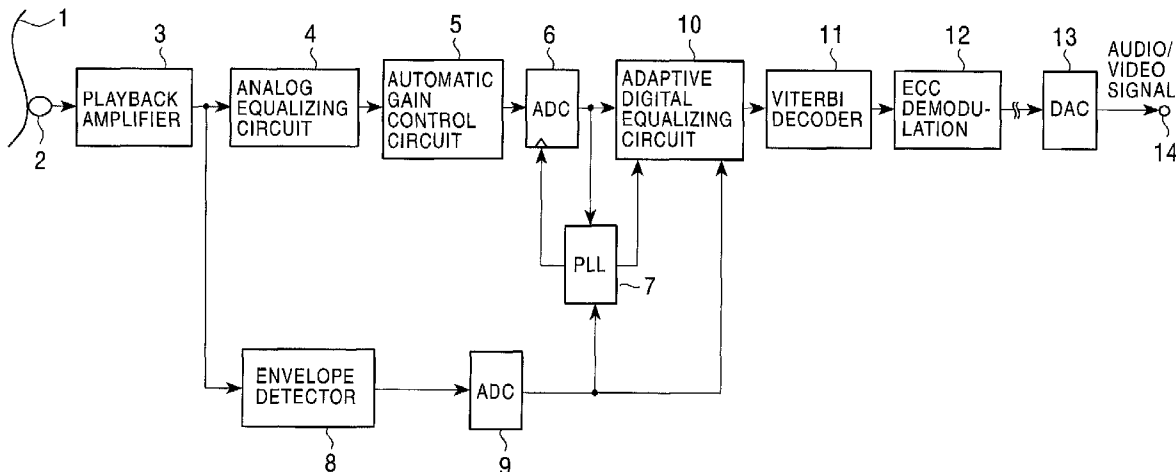 1
3
4
5
6
10
11
12
13
AUDIO/
VIDEO
SIGNAL
PLAYBACK
AMPLIFIER
ANALOG
EQUALIZING
CIRCUIT
AUTOMATIC
GAIN
CONTROL
CIRCUIT
ADC
ADAPTIVE
DIGITAL
EQUALIZING
CIRCUIT
VITERBI
DECODER
ECC
DEMODU-
LATION
DAC
2
14
PLL
7
ENVELOPE
DETECTOR
ADC
8
9